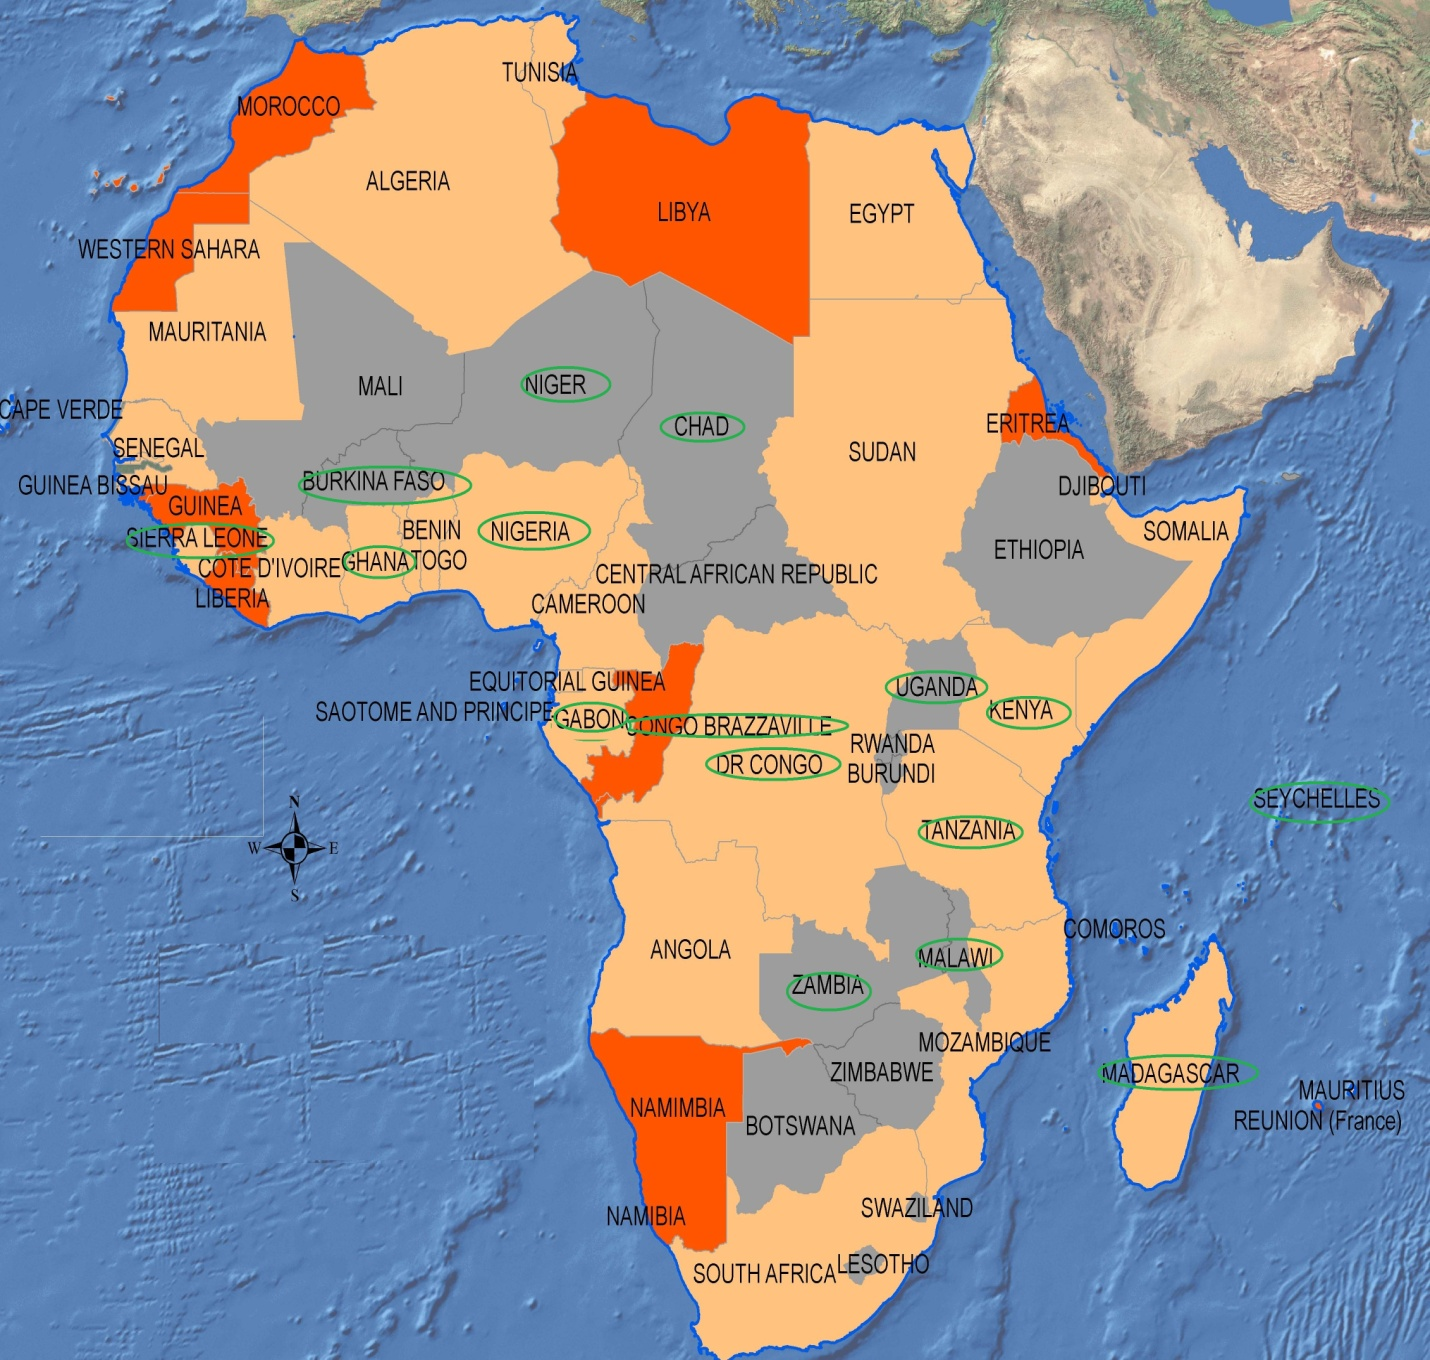 TUNISIA
MOROCCO
ALGERIA
LIBYA
EGYPT
WESTERN SAHARA
MAURITANIA
MALI
NIGER
CHAD
CAPE VERDE
ERITREA
SENEGAL
SUDAN
GUINEA BISSAU
BURKINA FASO
DJIBOUTI
GUINEA
BENIN
NIGERIA
SOMALIA
SIERRA LEONE
ETHIOPIA
COTE D'IVOIRE
GHANA
TOGO
CENTRAL AFRICAN REPUBLIC
LIBERIA
CAMEROON
EQUITORIAL GUINEA
UGANDA
SAOTOME AND PRINCIPE
GABON
KENYA
CONGO BRAZZAVILLE
RWANDA
DR CONGO
BURUNDI
SEYCHELLES
N
W
E
S
TANZANIA
COMOROS
ANGOLA
MALAWI
ZAMBIA
MOZAMBIQUE
ZIMBABWE
MADAGASCAR
MAURITIUS
NAMIMBIA
BOTSWANA
REUNION (France)
SWAZILAND
NAMIBIA
SOUTH AFRICA
LESOTHO